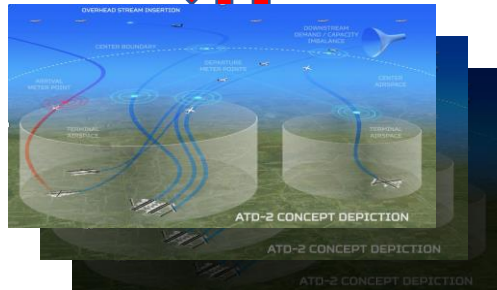 OVERHEAD STREAM INSERTION
DOWNSTREAM
DEMAND / CAPACITY
IMBALANCE
CENTER BOUNDARY
DEPARTURE
METER POINTS
ARRIVAL
METER POINT
CENTER
AIRSPACE
TERMINAL
AIRSPACE
TERMINAL
AIRSPACE
ATD-2 CONCEPT DEPICTION
ATD-2 CONCEPT DEPICTION
ATD-2 CONCEPT DEPICTION